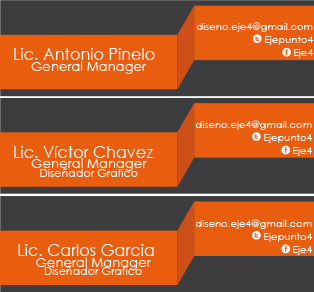 diseno.eje4@gmail.com
Ejepunto4
Eje4
Lic. Antonio Pinelo
General Manager
diseno.eje4@gmail.com
Ejepunto4
Eje4
Lic. Víctor Chavez
General Manager
Diseñador Grafico
diseno.eje4@gmail.com
Ejepunto4
Eje4
Lic. Carlos Garcia
General Manager
Diseñador Grafico